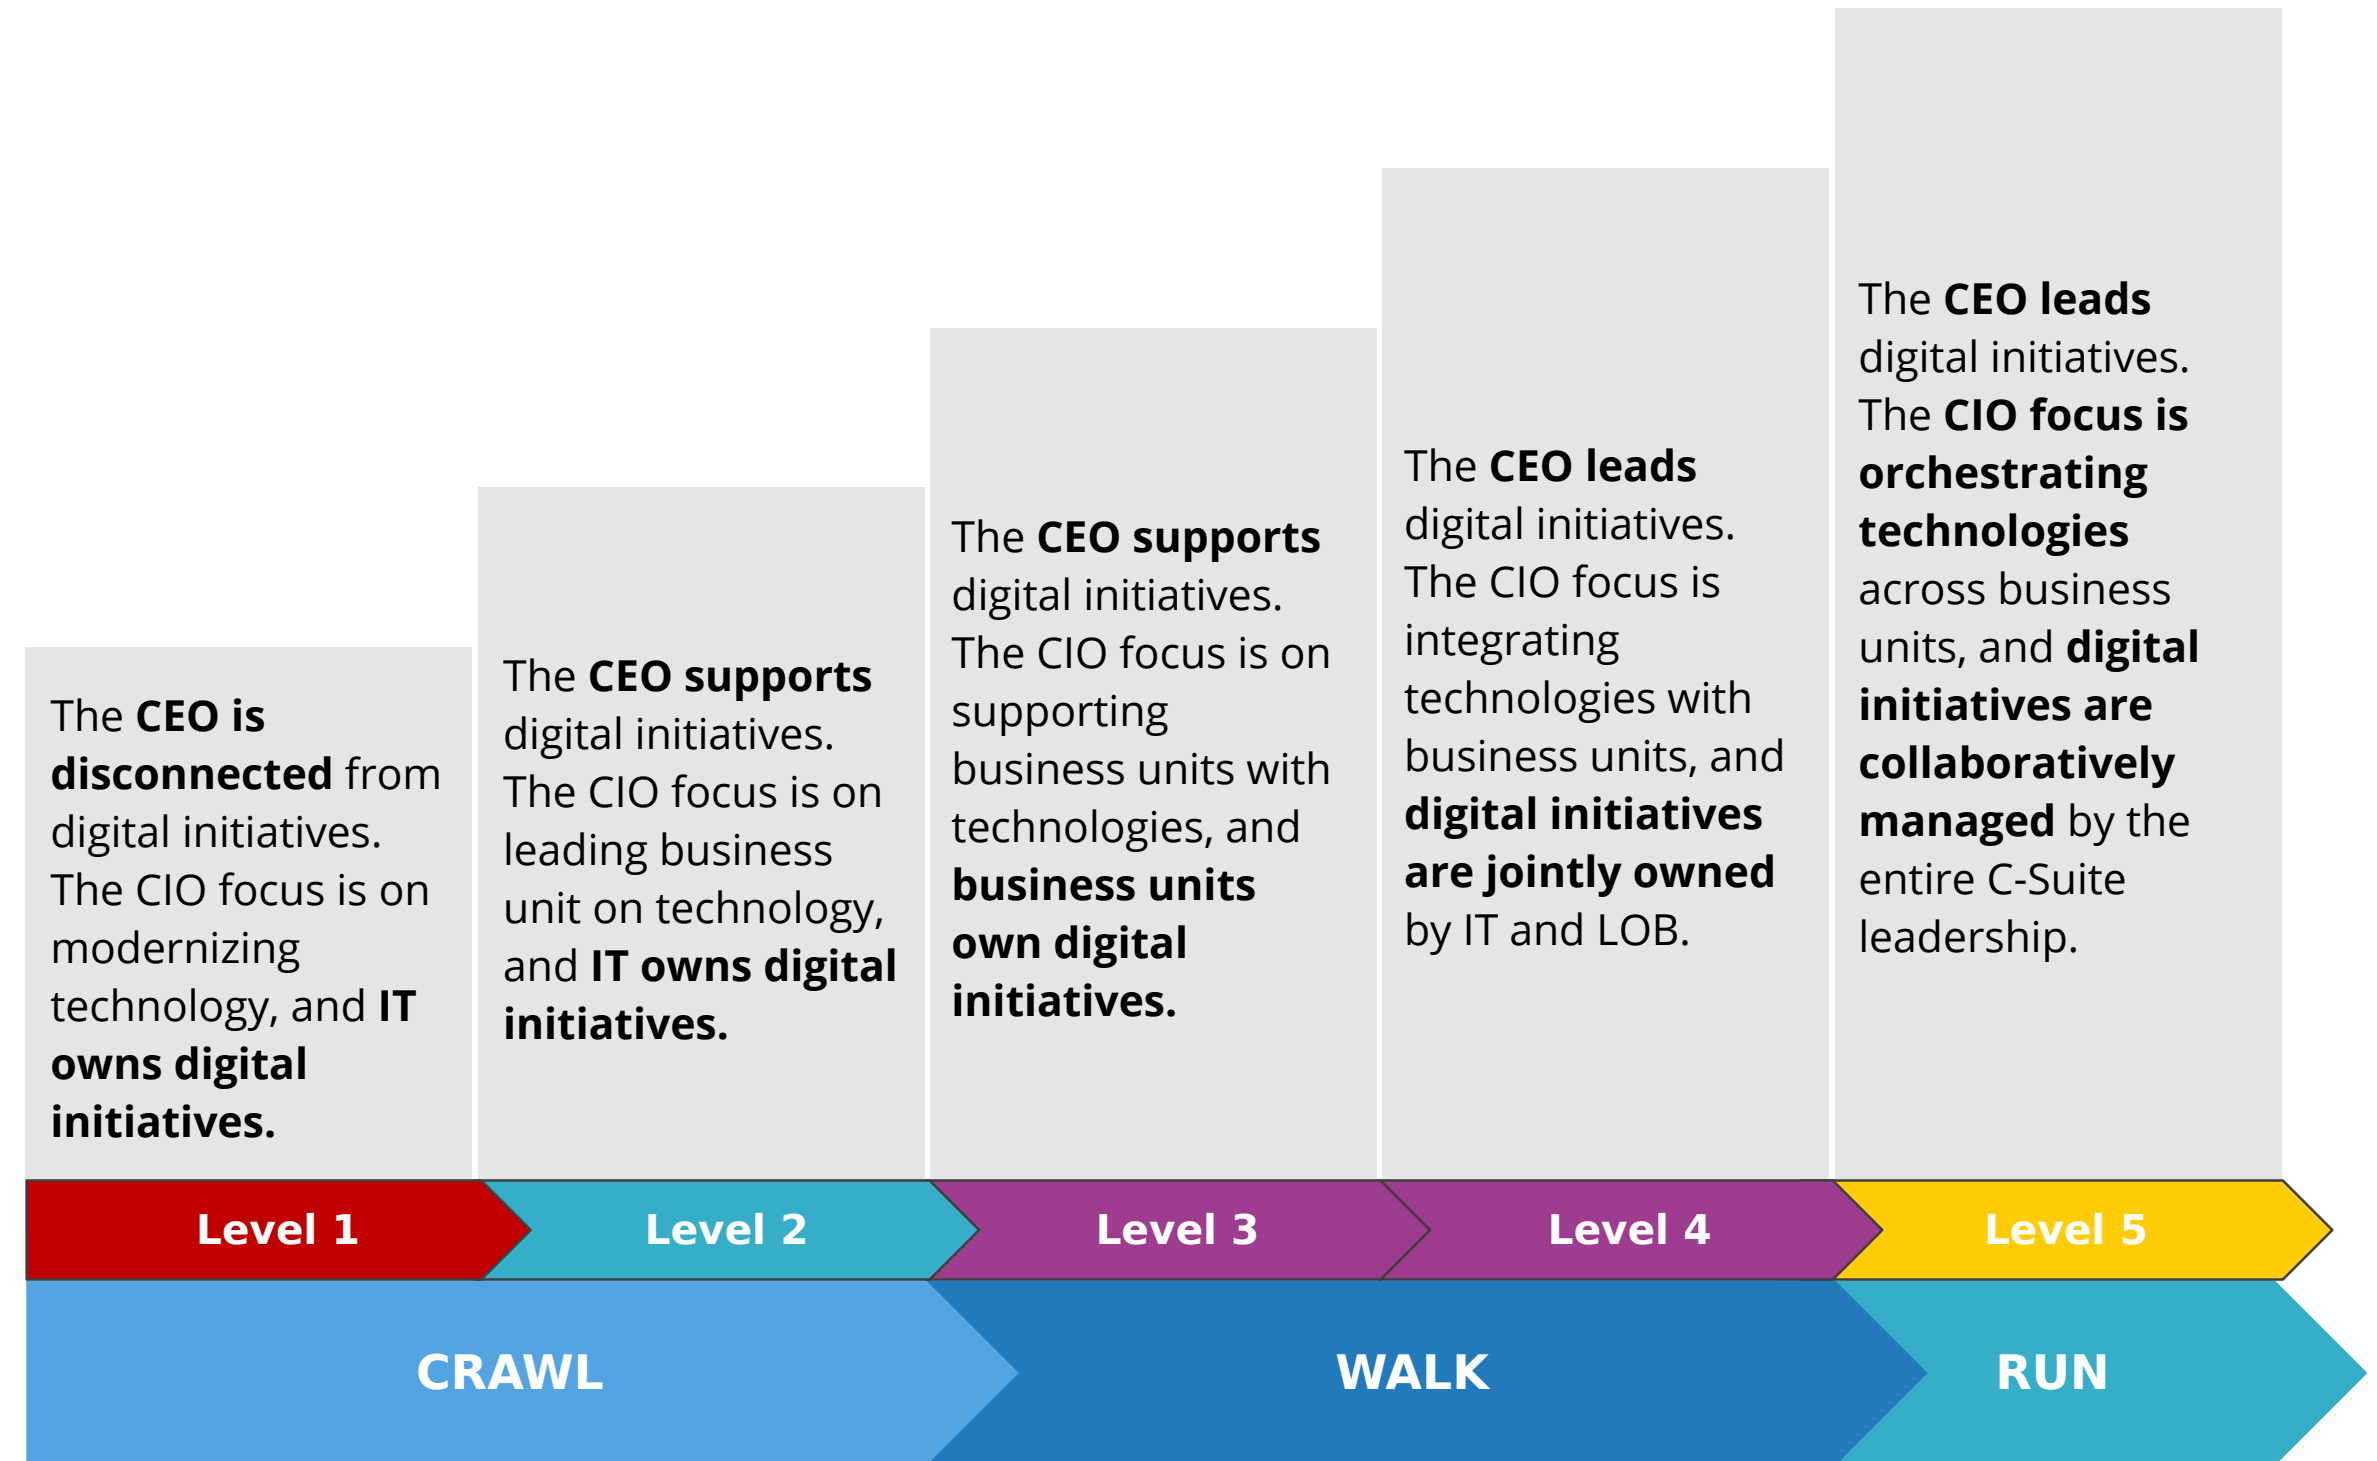 The CEO is
disconnected from
digital initiatives.
The CIO focus is on
modernizing
technology, and IT
owns digital
initiatives.
The CEO supports
digital initiatives.
The CIO focus is on
leading business
unit on technology,
and IT owns digital
initiatives.
The CEO supports
digital initiatives.
The CIO focus is on
supporting
business units with
technologies, and
business units
own digital
initiatives.
The CEO leads
digital initiatives.
The CIO focus is
integrating
technologies with
business units, and
digital initiatives
are jointly owned
by IT and LOB.
The CEO leads
digital initiatives.
The CIO focus is
orchestrating
technologies
across business
units, and digital
initiatives are
collaboratively
managed by the
entire C-Suite
leadership.
Level 1
Level 2
Level 3
Level 4
Level 5
CRAWL
WALK
RUN